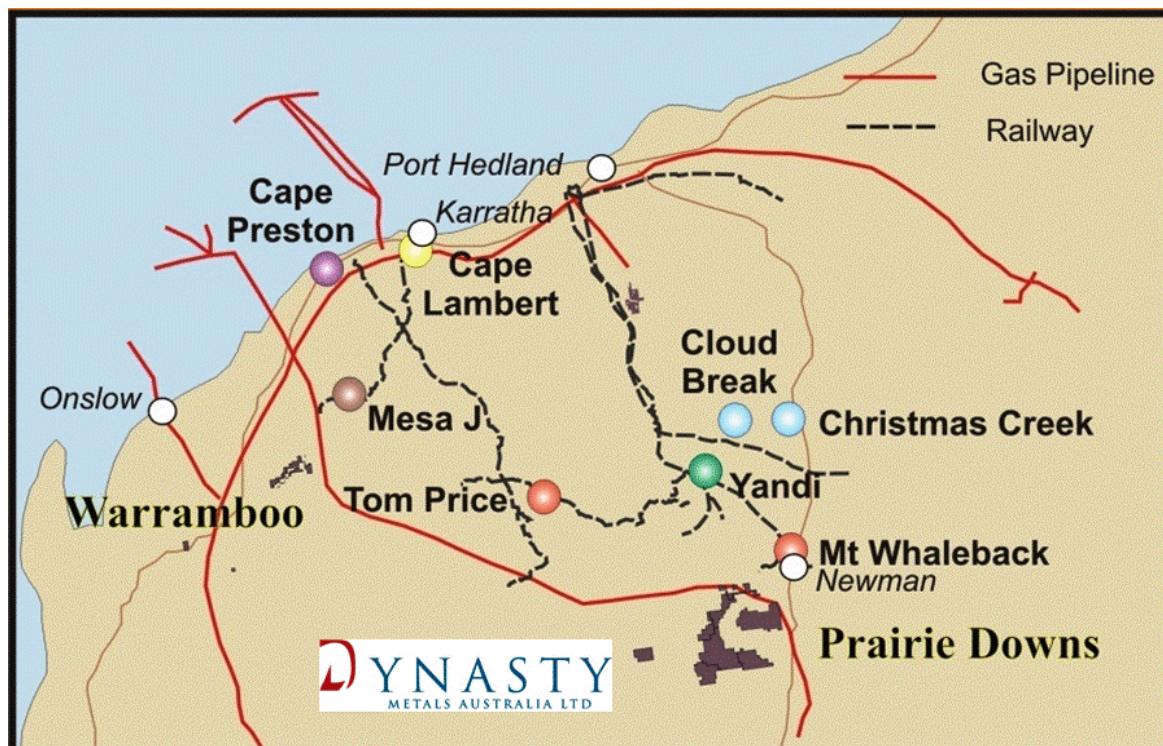 Gas Pipeline
Railway
Port Hedland
Cape
Preston
Karratha
Cape
Lambert
Cloud
Break
Onslow
Mesa J
Christmas Creek
Warramboo
Tom Price
Yandi
Mt Whaleback
Newman
Prairie Downs
DYNASTY
METALS AUSTRALIA LTD